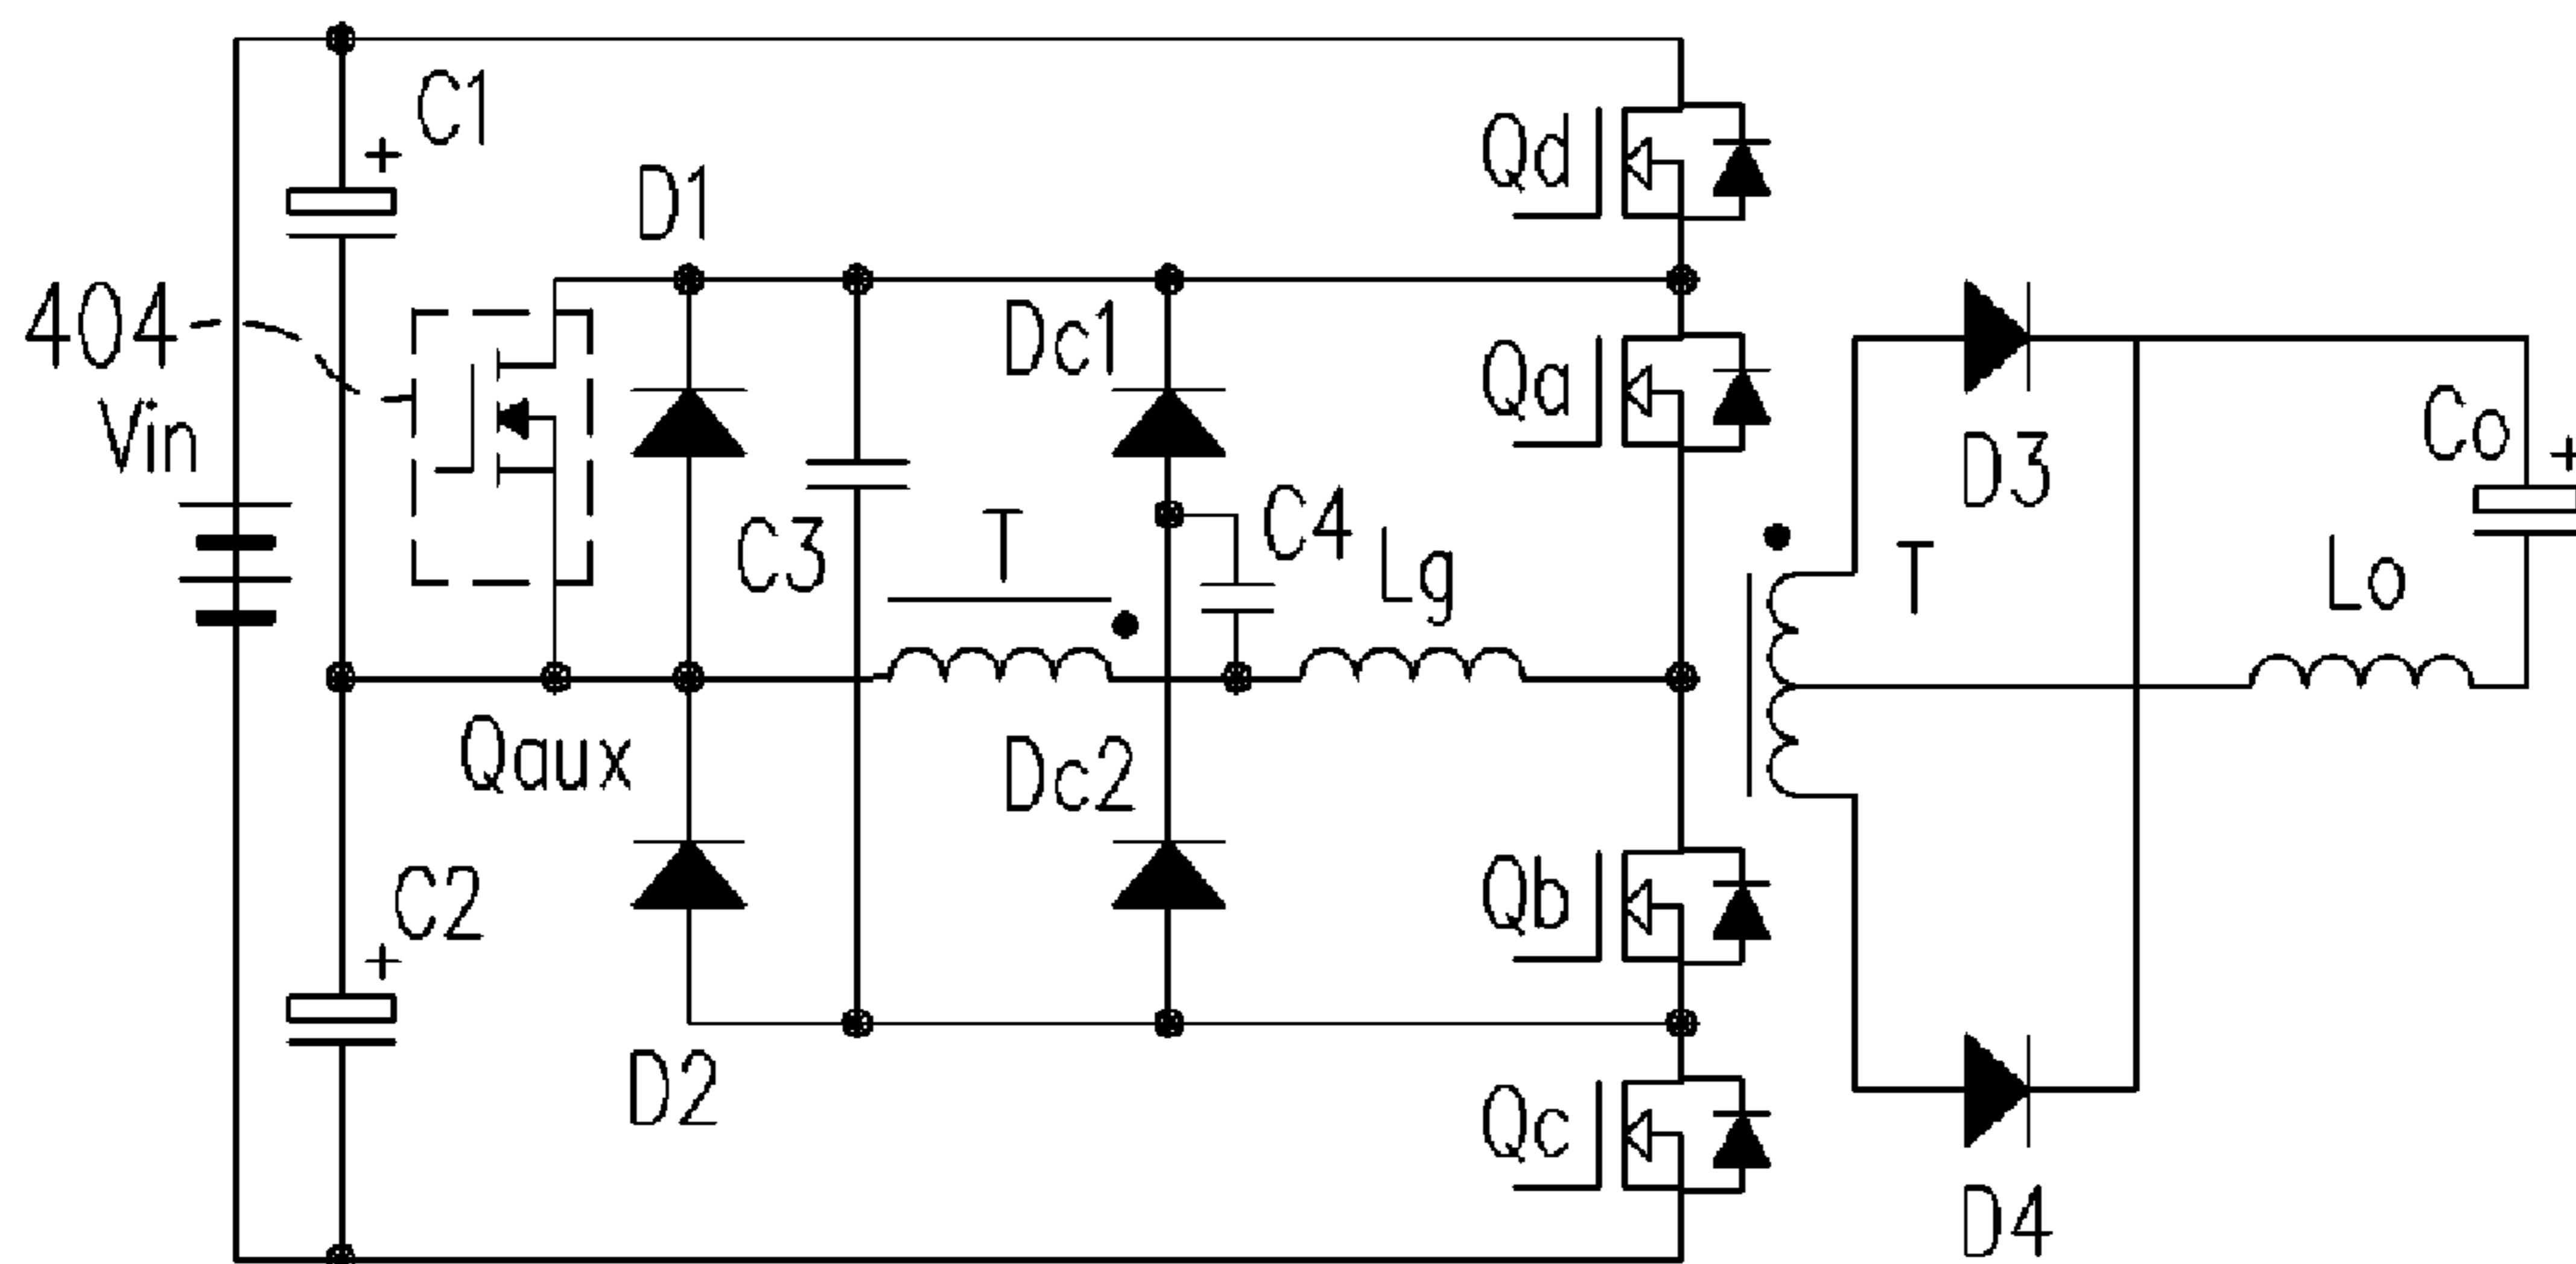 C1
+
Qd
D1
404
Dc1
Qa
Vin
Co
+
D3
C3
T
C4
Lg
T
Lo
Qaux
Dc2
C2
+
Qb
D2
Qc
D4